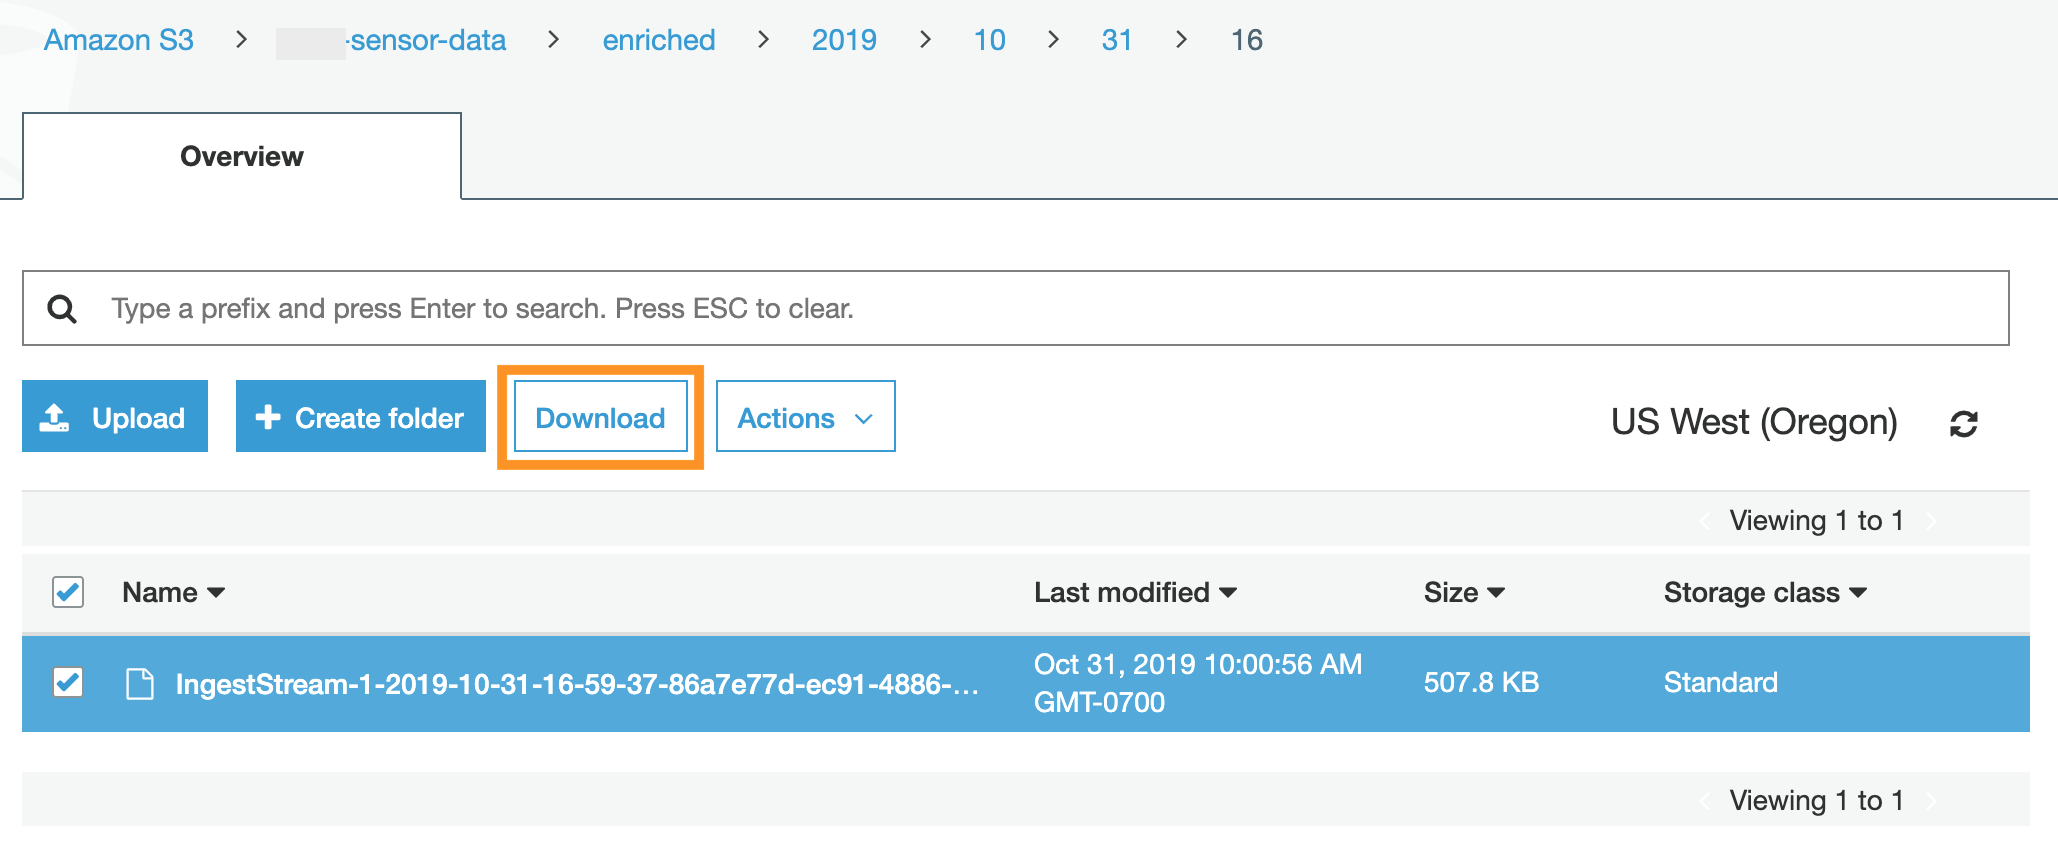 Amazon S3 > -sensor-data > enriched > 2019 > 10 > 31 > 16
Overview
Type a prefix and press Enter to search. Press ESC to clear.
Upload Create folder Download Actions US West (Oregon)
Viewing 1 to 1
Name Last modified Size Storage class
IngestStream-1-2019-10-31-16-59-37-86a7e77d-ec91-4886-... Oct 31, 2019 10:00:56 AM GMT-0700 507.8 KB Standard
Viewing 1 to 1